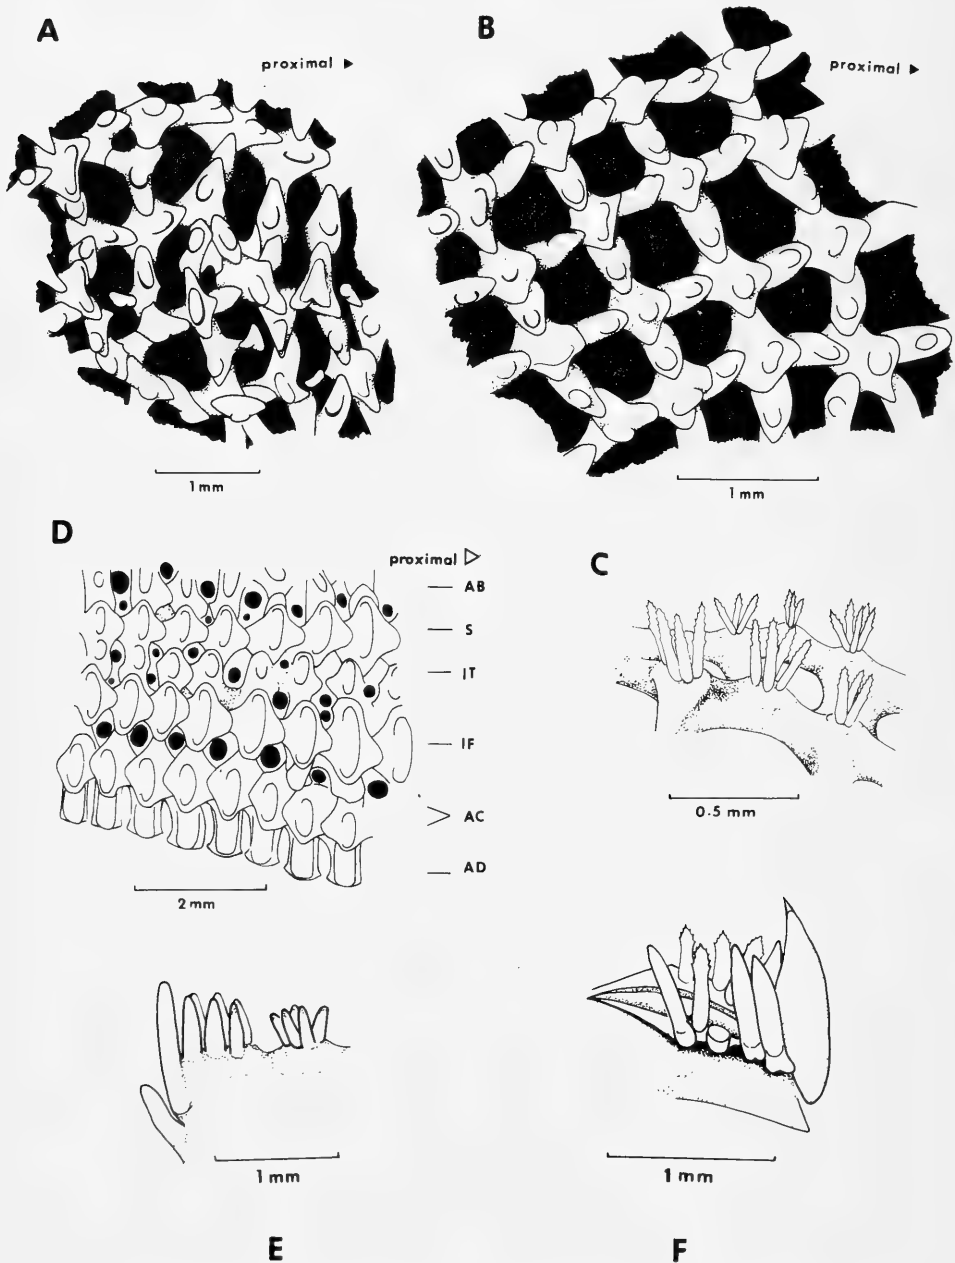 A
B
proximal ▶
proximal ▶
1 mm
1 mm
D
proximal ▷
C
AB
S
IT
IF
AC
AD
0·5 mm
2 mm
1 mm
1 mm
E
F